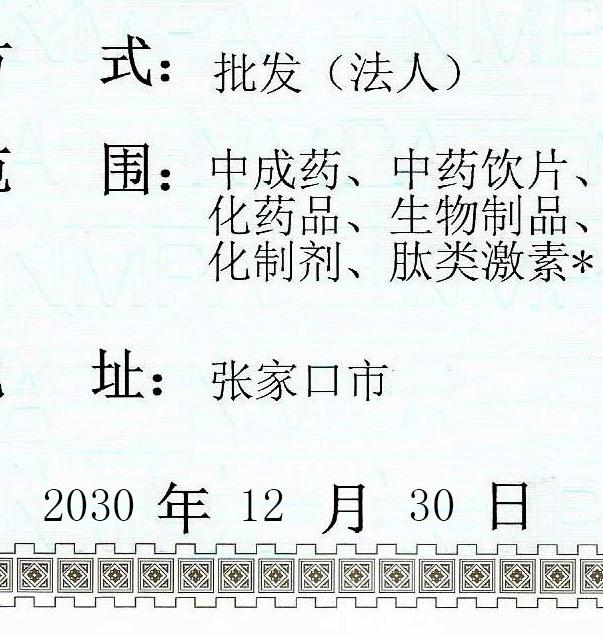 式：批发（法人）
围：中成药、中药饮片、
化药品、生物制品、
化制剂、肽类激素*
址：张家口市
2030 年 12 月 30 日